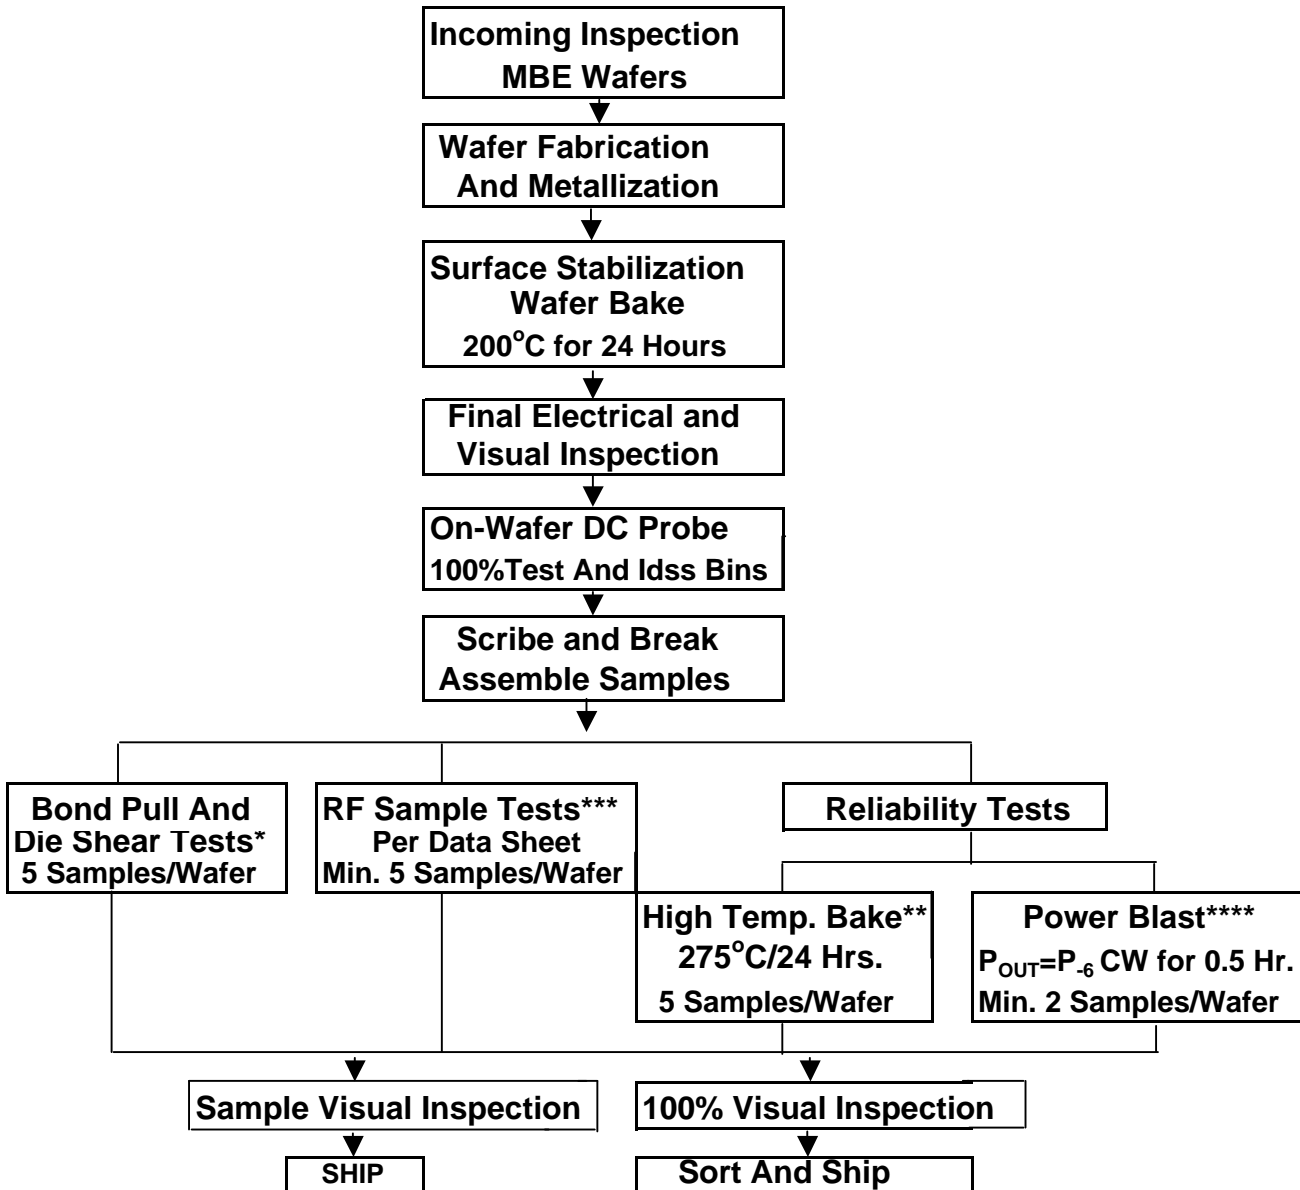 Incoming Inspection
MBE Wafers
Wafer Fabrication
And Metallization
Surface Stabilization
Wafer Bake
200°C for 24 Hours
Final Electrical and
Visual Inspection
On-Wafer DC Probe
100%Test And Idss Bins
Scribe and Break
Assemble Samples
Bond Pull And
Die Shear Tests*
5 Samples/Wafer
RF Sample Tests***
Per Data Sheet
Min. 5 Samples/Wafer
Reliability Tests
High Temp. Bake**
275°C/24 Hrs.
5 Samples/Wafer
Power Blast****
POUT=P-6 CW for 0.5 Hr.
Min. 2 Samples/Wafer
Sample Visual Inspection
100% Visual Inspection
SHIP
Sort And Ship